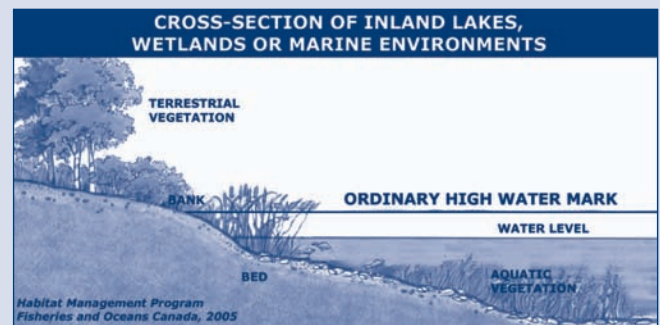 CROSS-SECTION OF INLAND LAKES,
WETLANDS OR MARINE ENVIRONMENTS
TERRESTRIAL
VEGETATION
BANK
ORDINARY HIGH WATER MARK
WATER LEVEL
BED
AQUATIC
VEGETATION
Habitat Management Program
Fisheries and Oceans Canada, 2005